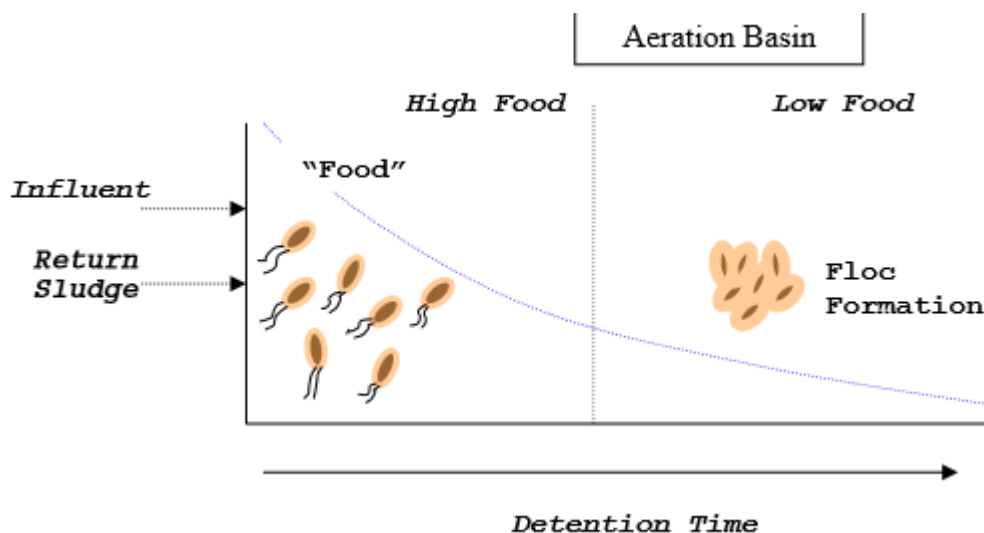 Aeration Basin
High Food
Low Food
“Food”
Influent
Return
Sludge
Floc
Formation
Detention Time